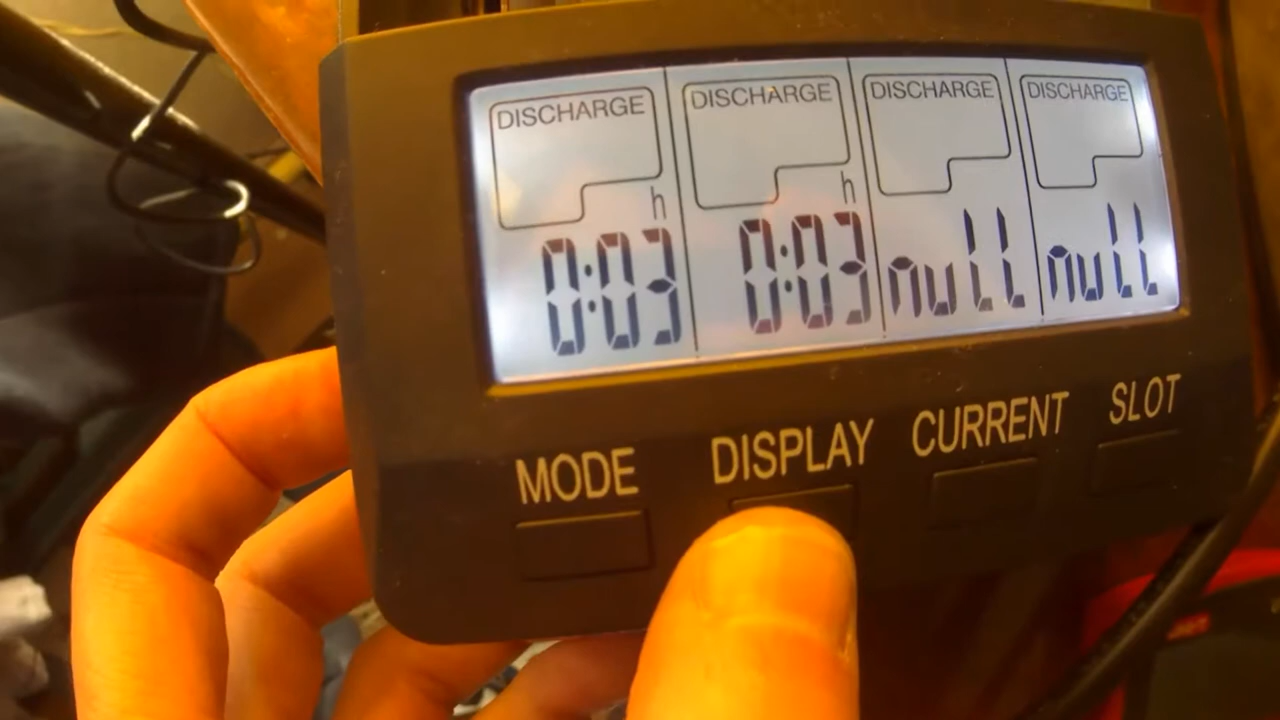 DISCHARGE DISCHARGE DISCHARGE DISCHARGE
h h
0:03 0:03 null null
MODE DISPLAY CURRENT SLOT